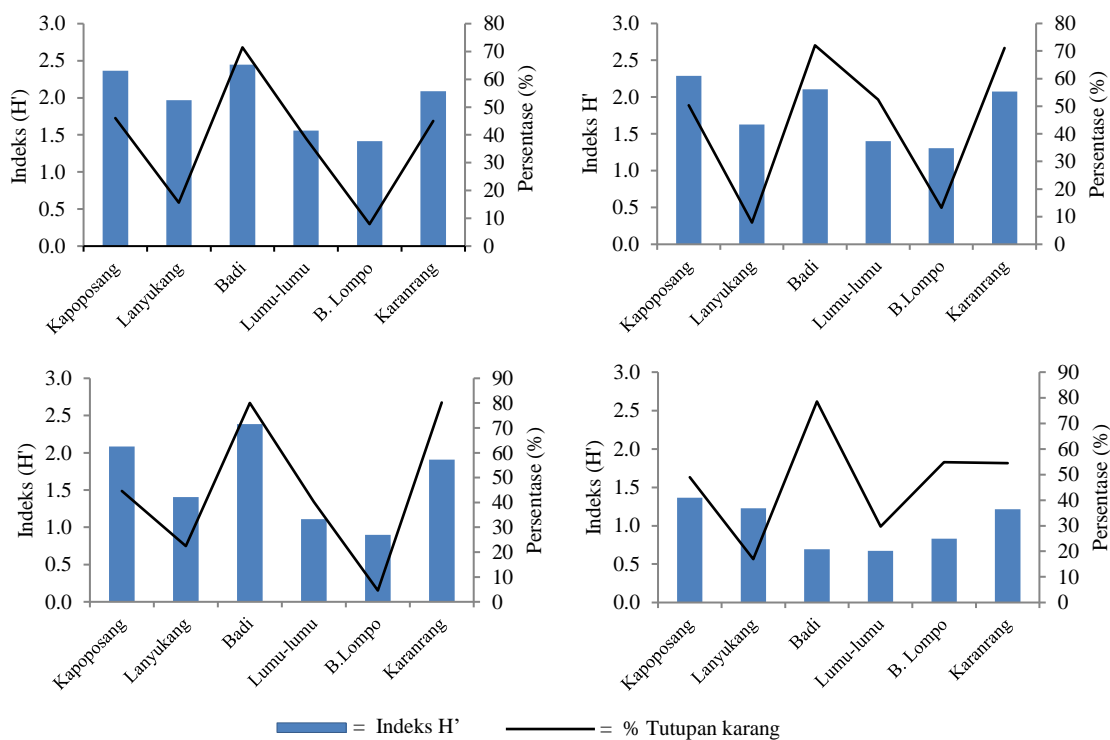 3.0
2.5
2.0
1.5
1.0
0.5
0.0
Indeks (H')
80
70
60
50
40
30
20
10
0
Persentase (%)
Kapoposang
Lanyukang
Badi
Lumu-lumu
B. Lompo
Karanrang
3.0
2.5
2.0
1.5
1.0
0.5
0.0
Indeks H'
80
70
60
50
40
30
20
10
0
Persentase (%)
Kapoposang
Lanyukang
Badi
Lumu-lumu
B. Lompo
Karanrang
3.0
2.5
2.0
1.5
1.0
0.5
0.0
Indeks (H')
90
80
70
60
50
40
30
20
10
0
Persentase (%)
Kapoposang
Lanyukang
Badi
Lumu-lumu
B.Lompo
Karanrang
3.0
2.5
2.0
1.5
1.0
0.5
0.0
Indeks (H')
90
80
70
60
50
40
30
20
10
0
Persentase (%)
Kapoposang
Lanyukang
Badi
Lumu-lumu
B. Lompo
Karanrang
= Indeks H’ = % Tutupan karang